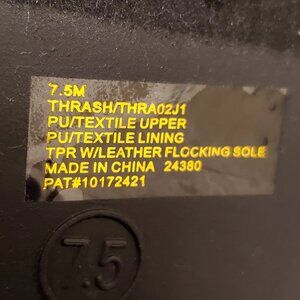 7.5M
THRASH/THRA02J1
PU/TEXTILE UPPER
PU/TEXTILE LINING
TPR W/LEATHER FLOCKING SOLE
MADE IN CHINA 24380
PAT#10172421
7.5